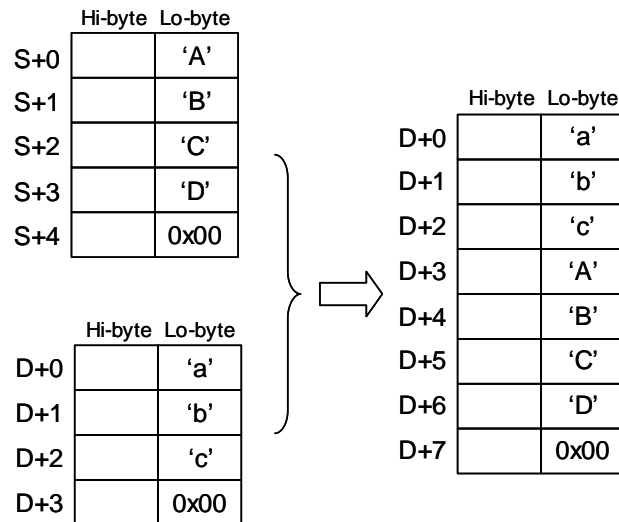 Hi-byte Lo-byte
S+0 ‘A’
S+1 ‘B’
S+2 ‘C’
S+3 ‘D’
S+4 0x00
Hi-byte Lo-byte
D+0 ‘a’
D+1 ‘b’
D+2 ‘c’
D+3 0x00
Hi-byte Lo-byte
D+0 ‘a’
D+1 ‘b’
D+2 ‘c’
D+3 ‘A’
D+4 ‘B’
D+5 ‘C’
D+6 ‘D’
D+7 0x00